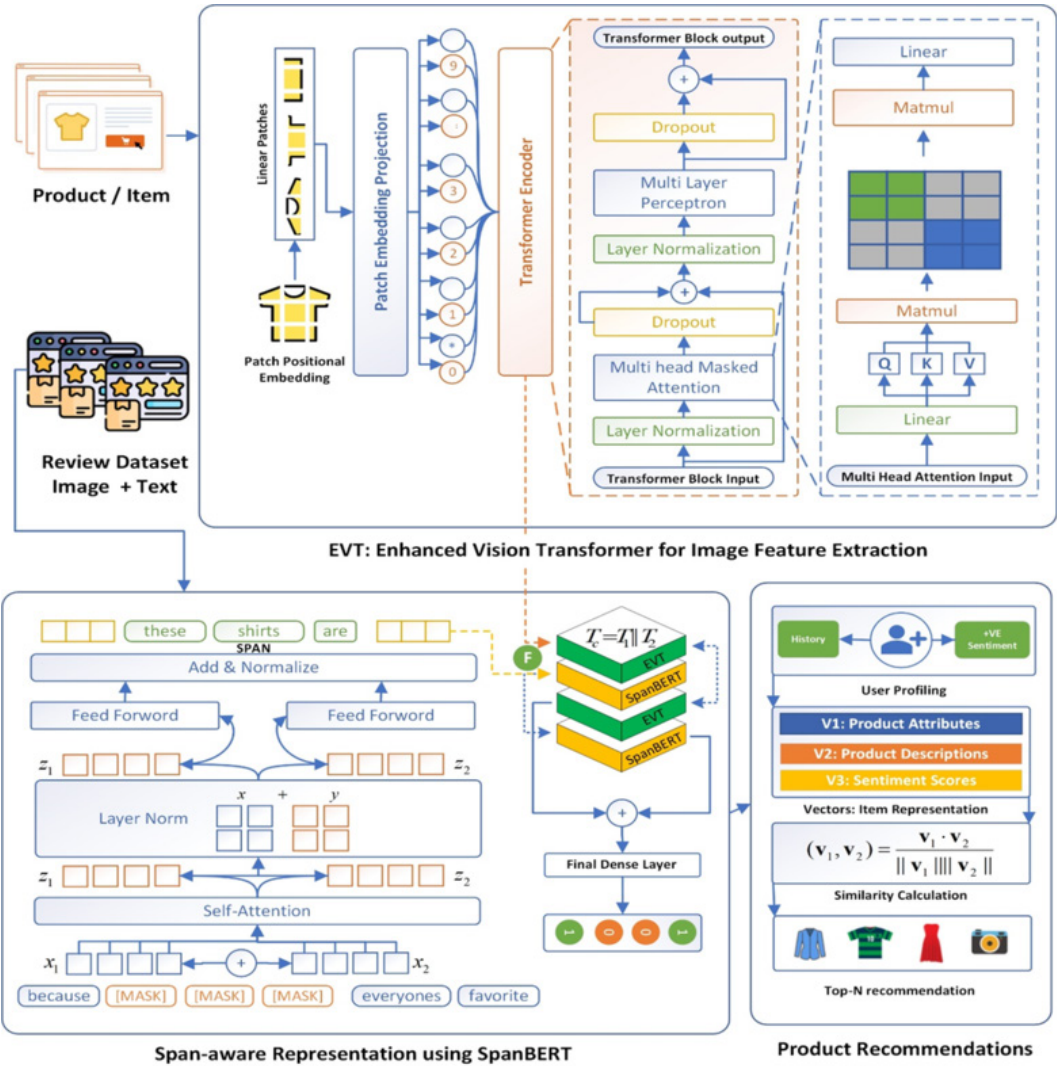 Product / Item
Linear Patches
Patch Positional
Embedding
Patch Embedding Projection
9
3
2
1
*
0
Transformer Encoder
Transformer Block output
+
Dropout
Multi Layer
Perceptron
Layer Normalization
+
Dropout
Multi head Masked
Attention
Layer Normalization
Transformer Block Input
Linear
Matmul
Matmul
Q K V
Linear
Multi Head Attention Input
EVT: Enhanced Vision Transformer for Image Feature Extraction
Review Dataset
Image + Text
these shirts are
SPAN
Add & Normalize
Feed Forward Feed Forward
z1 z2
x + y
Layer Norm
z1 z2
Self-Attention
x1 + x2
because [MASK] [MASK] [MASK] everyones favorite
F
Tc=T1||T2
EVT
SpanBERT
EVT
SpanBERT
+
Final Dense Layer
1 0 0 1
Span-aware Representation using SpanBERT
History
+VE
Sentiment
User Profiling
V1: Product Attributes
V2: Product Descriptions
V3: Sentiment Scores
Vectors: Item Representation
(v1, v2) = v1 · v2 / || v1 |||| v2 ||
Similarity Calculation
Top-N recommendation
Product Recommendations